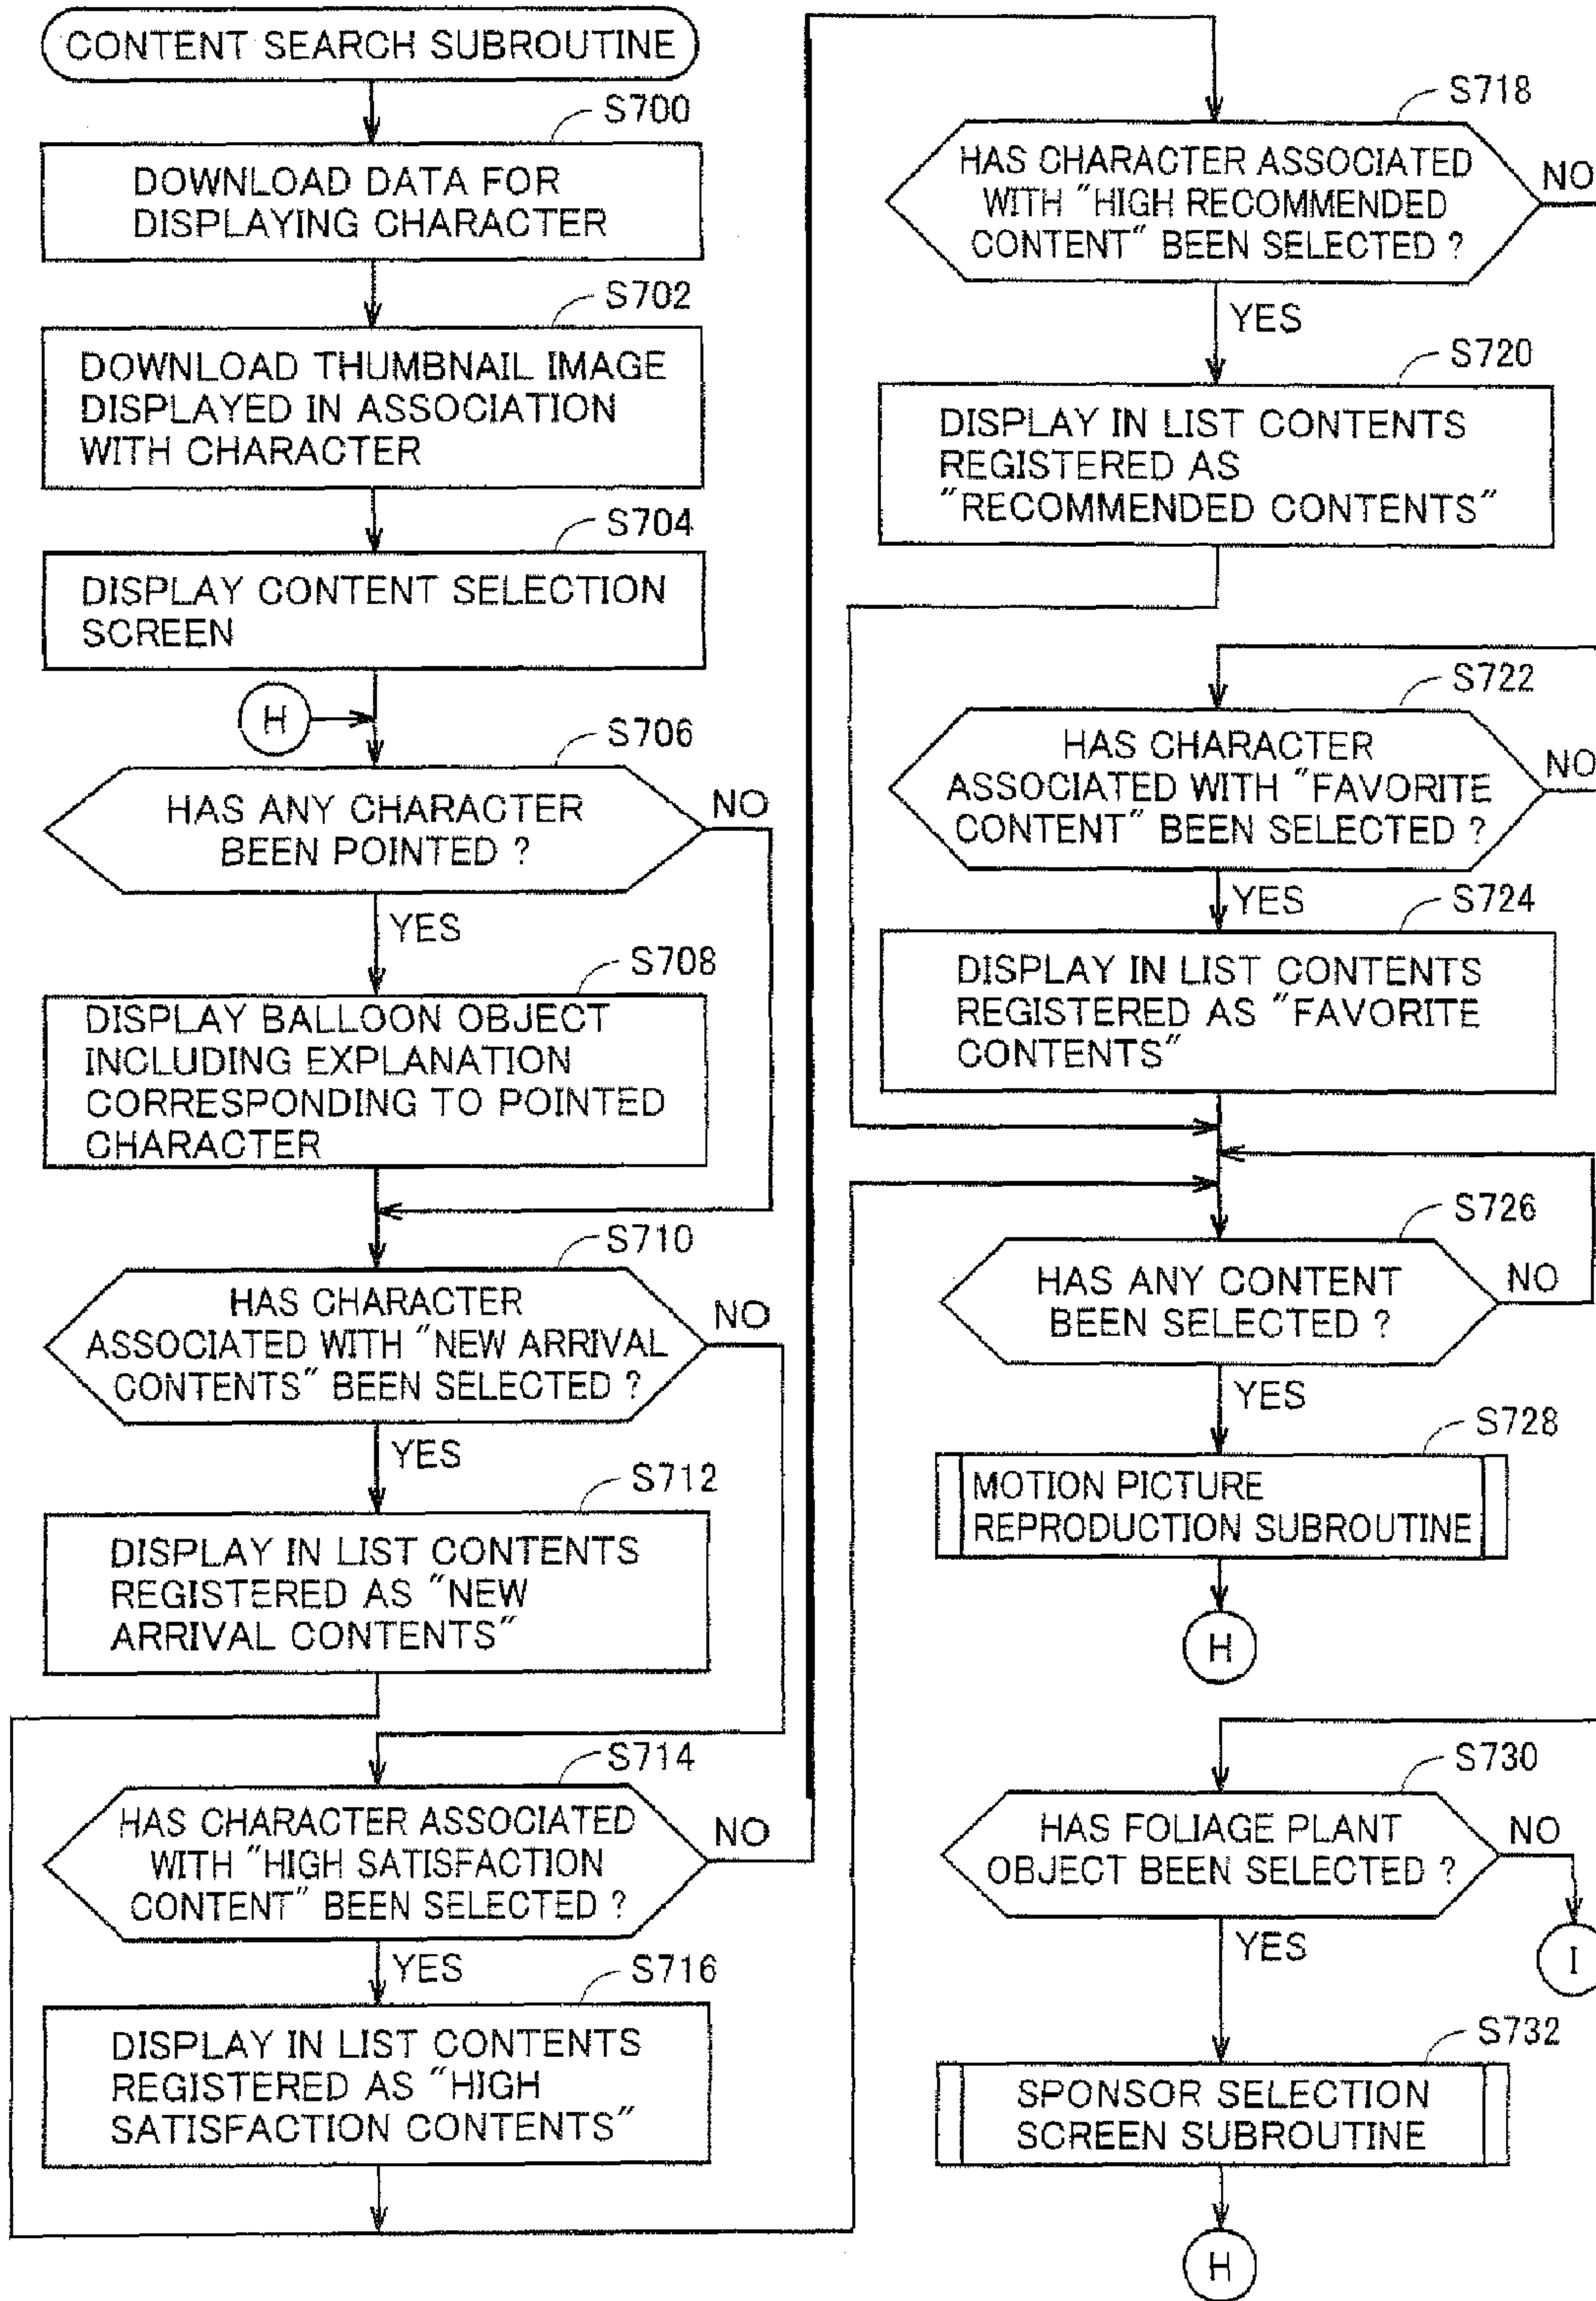 CONTENT SEARCH SUBROUTINE
S700
DOWNLOAD DATA FOR
DISPLAYING CHARACTER
S702
DOWNLOAD THUMBNAIL IMAGE
DISPLAYED IN ASSOCIATION
WITH CHARACTER
S704
DISPLAY CONTENT SELECTION
SCREEN
H
S706
HAS ANY CHARACTER
BEEN POINTED ?
NO
YES
S708
DISPLAY BALLOON OBJECT
INCLUDING EXPLANATION
CORRESPONDING TO POINTED
CHARACTER
S710
HAS CHARACTER
ASSOCIATED WITH "NEW ARRIVAL
CONTENTS" BEEN SELECTED ?
NO
YES
S712
DISPLAY IN LIST CONTENTS
REGISTERED AS "NEW
ARRIVAL CONTENTS"
S714
HAS CHARACTER ASSOCIATED
WITH "HIGH SATISFACTION
CONTENT" BEEN SELECTED ?
NO
YES
S716
DISPLAY IN LIST CONTENTS
REGISTERED AS "HIGH
SATISFACTION CONTENTS"
S718
HAS CHARACTER ASSOCIATED
WITH "HIGH RECOMMENDED
CONTENT" BEEN SELECTED ?
NO
YES
S720
DISPLAY IN LIST CONTENTS
REGISTERED AS
"RECOMMENDED CONTENTS"
S722
HAS CHARACTER
ASSOCIATED WITH "FAVORITE
CONTENT" BEEN SELECTED ?
NO
YES
S724
DISPLAY IN LIST CONTENTS
REGISTERED AS "FAVORITE
CONTENTS"
S726
HAS ANY CONTENT
BEEN SELECTED ?
NO
YES
S728
MOTION PICTURE
REPRODUCTION SUBROUTINE
H
S730
HAS FOLIAGE PLANT
OBJECT BEEN SELECTED ?
NO
YES
I
S732
SPONSOR SELECTION
SCREEN SUBROUTINE
H